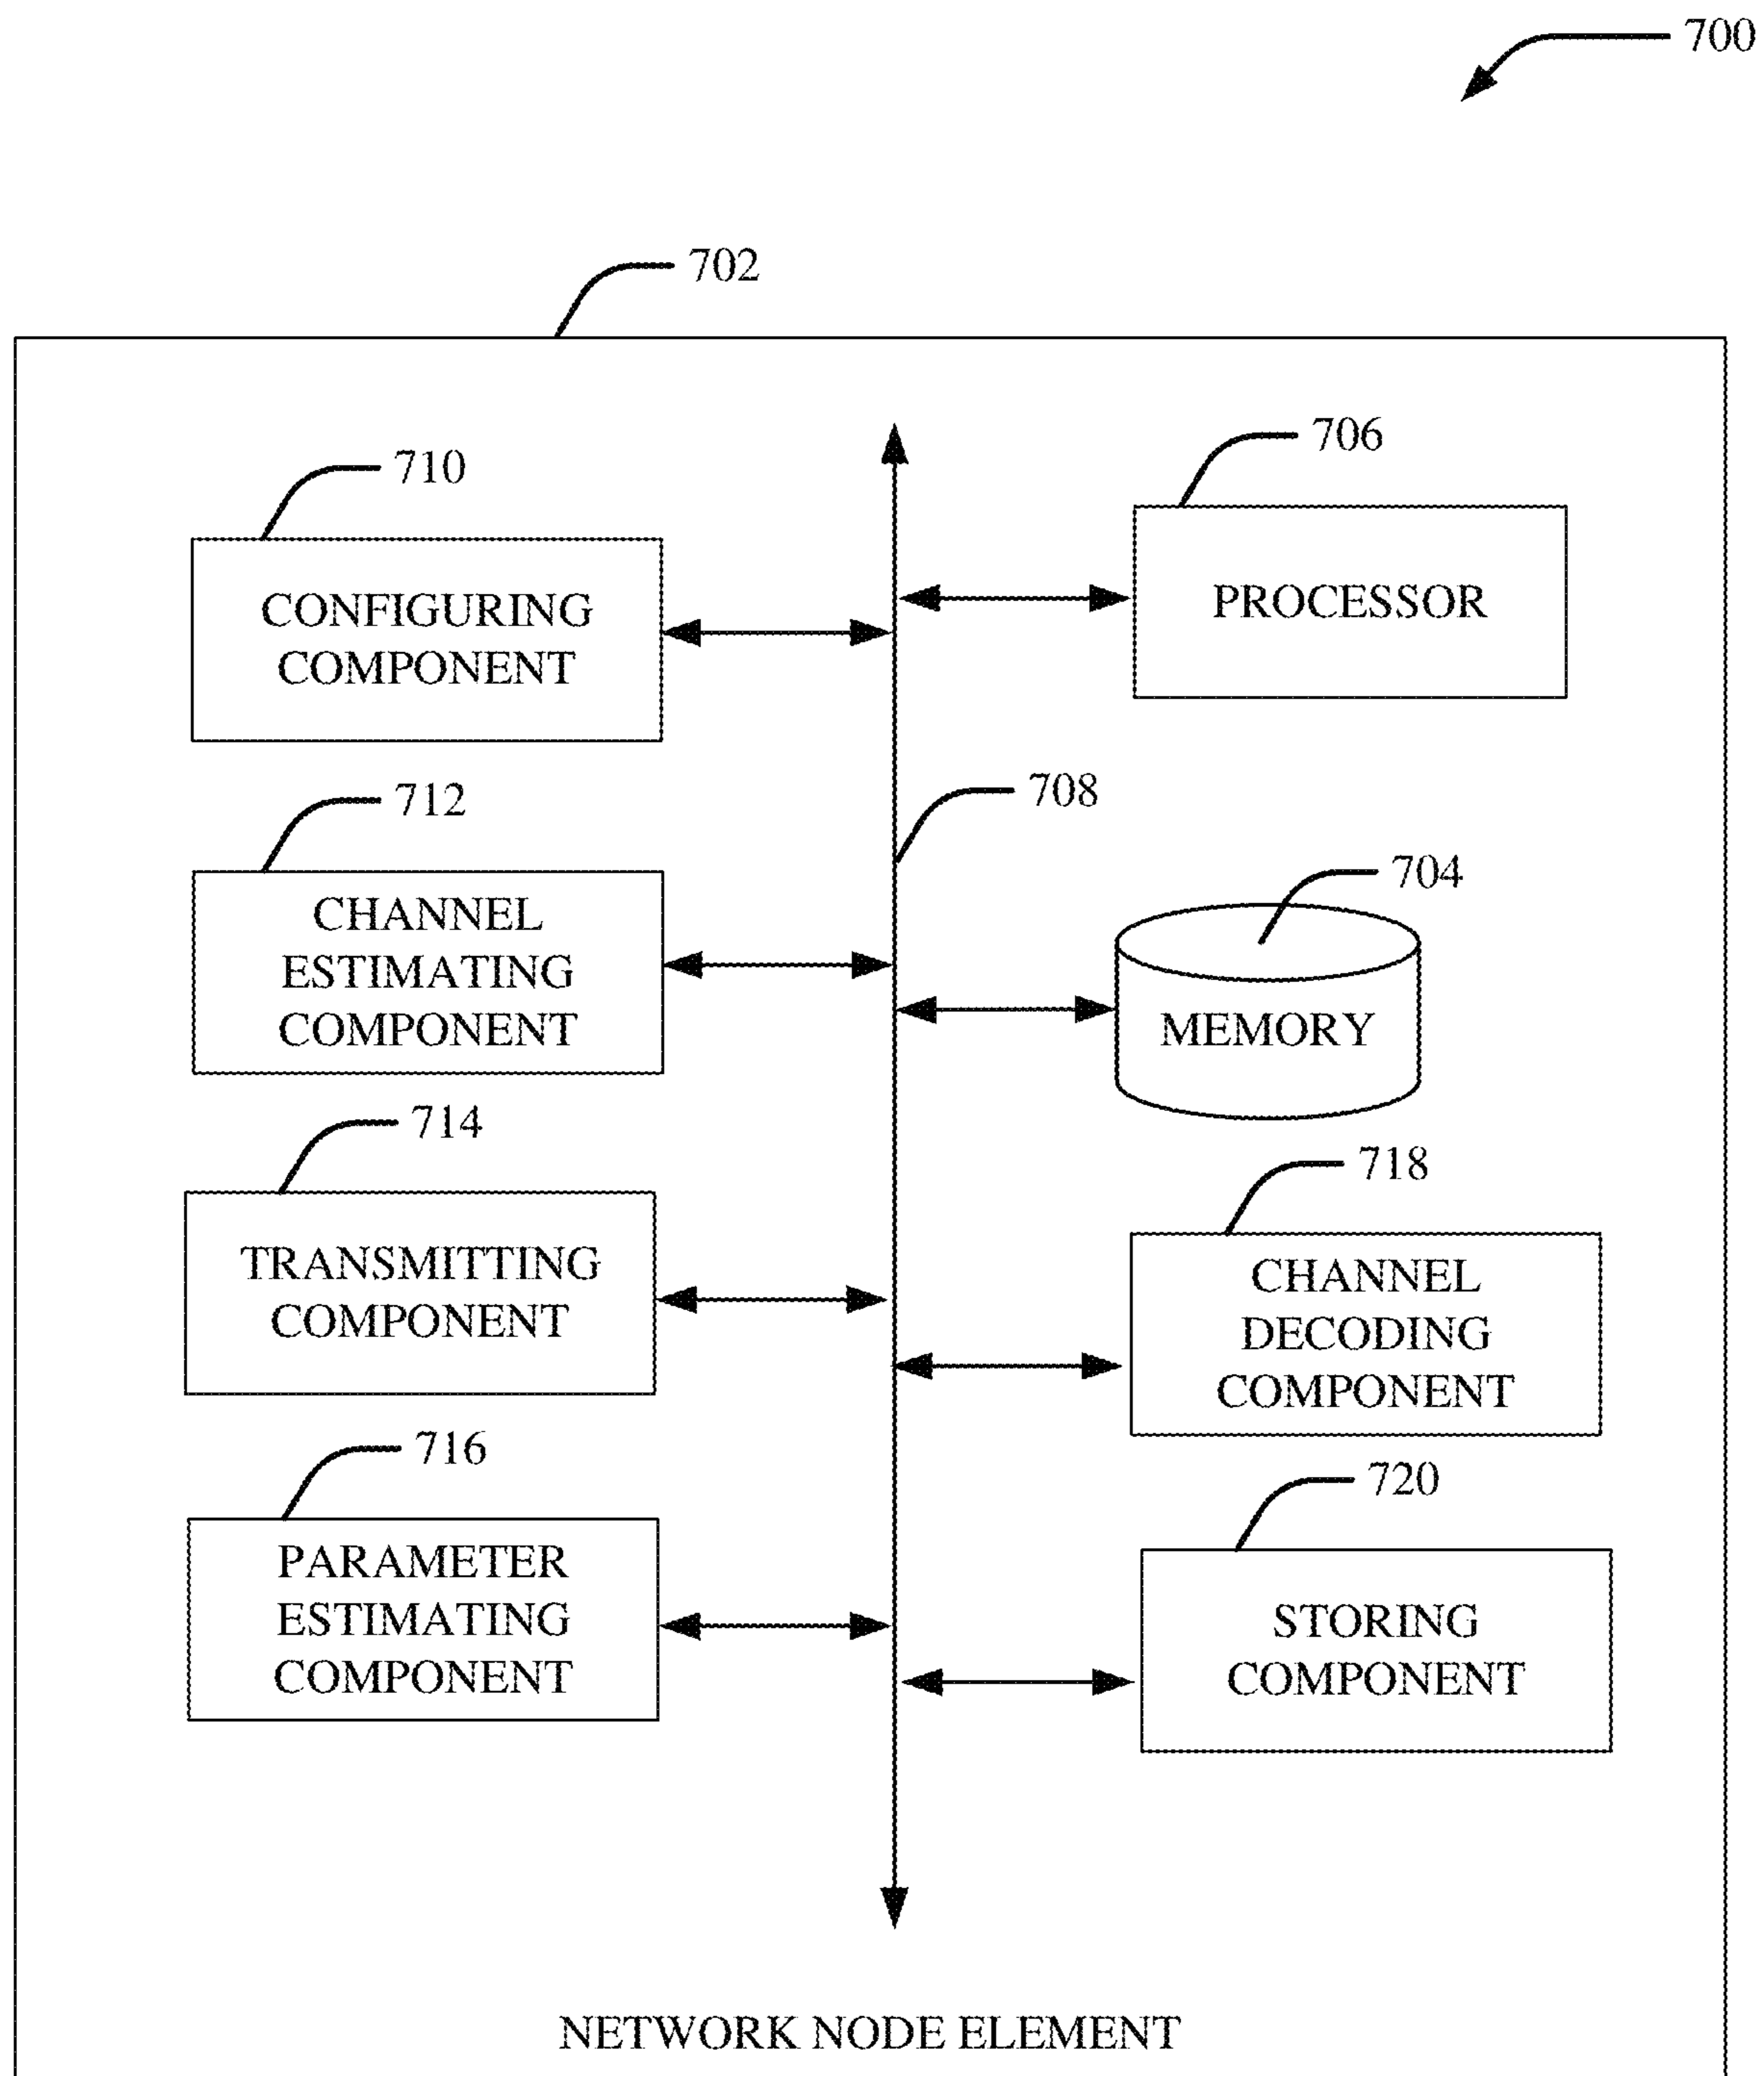 700
702
710
706
CONFIGURING
COMPONENT
PROCESSOR
712
708
704
CHANNEL
ESTIMATING
COMPONENT
MEMORY
714
718
TRANSMITTING
COMPONENT
CHANNEL
DECODING
COMPONENT
716
720
PARAMETER
ESTIMATING
COMPONENT
STORING
COMPONENT
NETWORK NODE ELEMENT